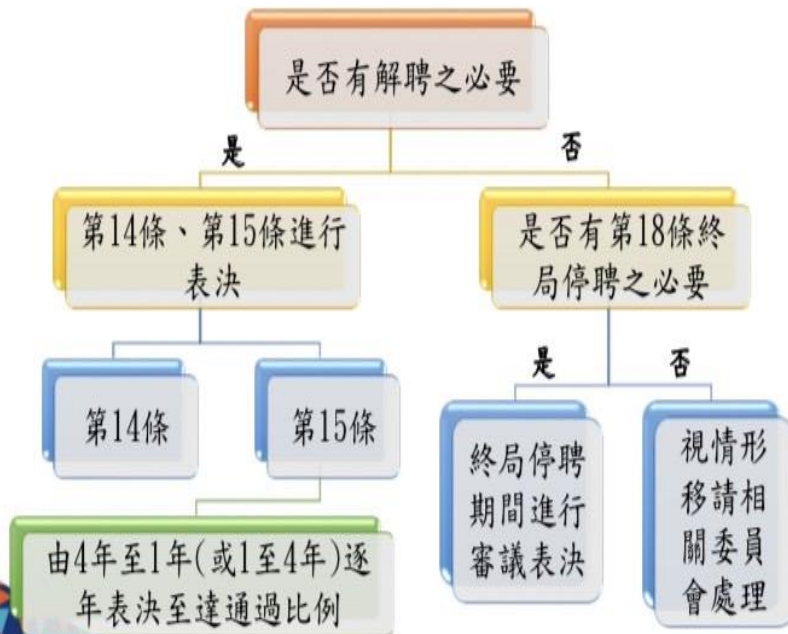 是否有解聘之必要
是
否
第14條、第15條進行
表決
是否有第18條終
局停聘之必要
第14條
第15條
是
否
終局停聘
期間進行
審議表決
視情形
移請相
關委員
會處理
由4年至1年(或1至4年)逐
年表決至達通過比例